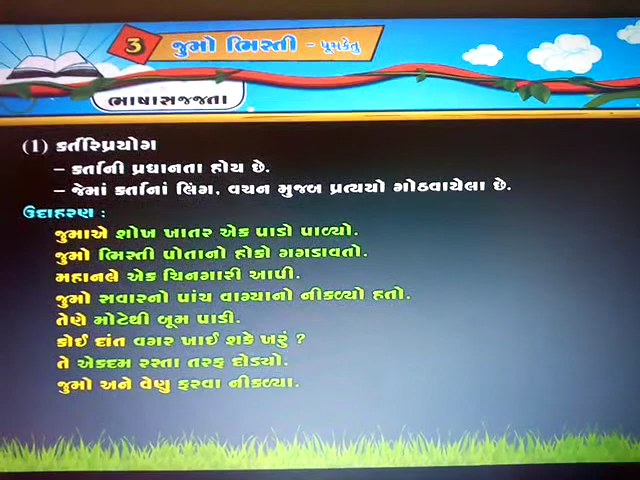 3 જુમો ભિસ્તી - ધૂમકેતુ
ભાષાસજ્જતા
(1) કર્તરિપ્રયોગ
– કર્તાની પ્રધાનતા હોય છે.
– જેમાં કર્તાનાં લિંગ, વચન મુજબ પ્રત્યયો ગોઠવાયેલા છે.
ઉદાહરણ :
જુમાએ શોખ ખાતર એક પાડો પાળ્યો.
જુમો ભિસ્તી પોતાનો હોકો ગગડાવતો.
મહાનલે એક ચિનગારી આપી.
જુમો સવારનો પાંચ વાગ્યાનો નીકળ્યો હતો.
તેણે મોટેથી બૂમ પાડી.
કોઈ દાંત વગર ખાઈ શકે ખરું ?
તે એકદમ રસ્તા તરફ દોડ્યો.
જુમો અને વેણુ ફરવા નીકળ્યા.